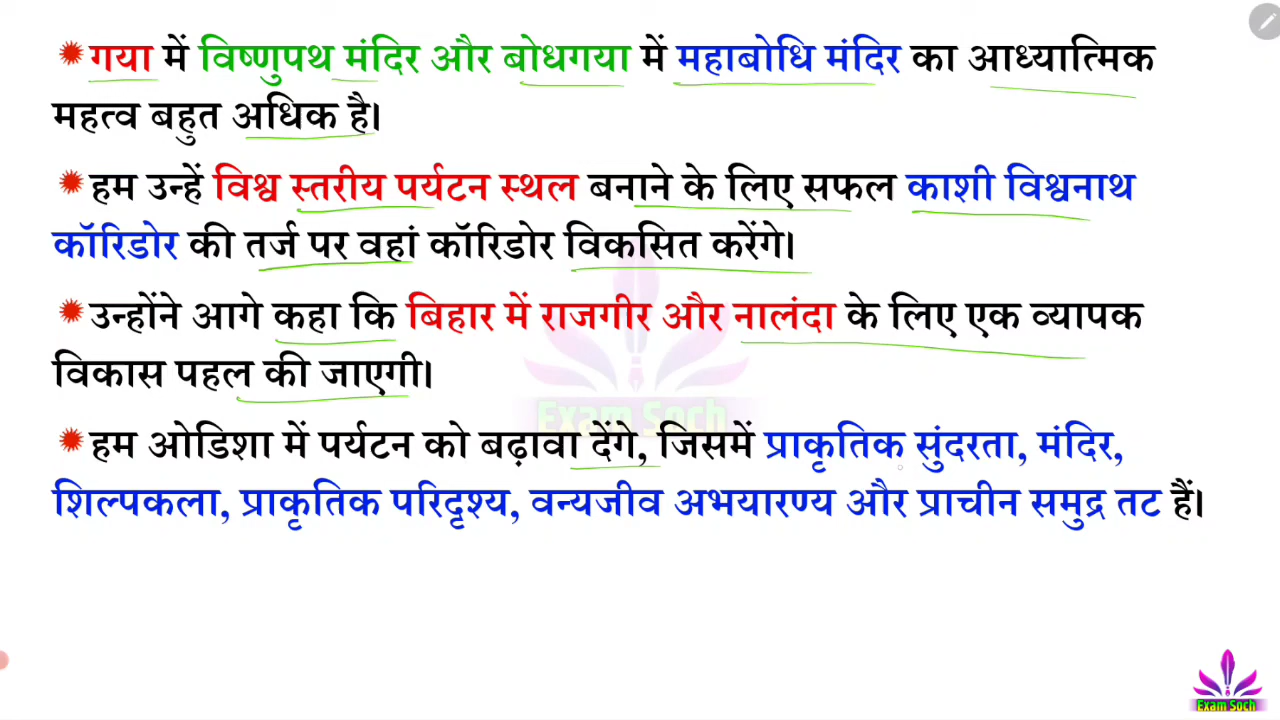 गया में विष्णुपथ मंदिर और बोधगया में महाबोधि मंदिर का आध्यात्मिक
महत्व बहुत अधिक है।
हम उन्हें विश्व स्तरीय पर्यटन स्थल बनाने के लिए सफल काशी विश्वनाथ
कॉरिडोर की तर्ज पर वहां कॉरिडोर विकसित करेंगे।
उन्होंने आगे कहा कि बिहार में राजगीर और नालंदा के लिए एक व्यापक
विकास पहल की जाएगी।
Exam Soch
हम ओडिशा में पर्यटन को बढ़ावा देंगे, जिसमें प्राकृतिक सुंदरता, मंदिर,
शिल्पकला, प्राकृतिक परिदृश्य, वन्यजीव अभयारण्य और प्राचीन समुद्र तट हैं।
Exam Soch